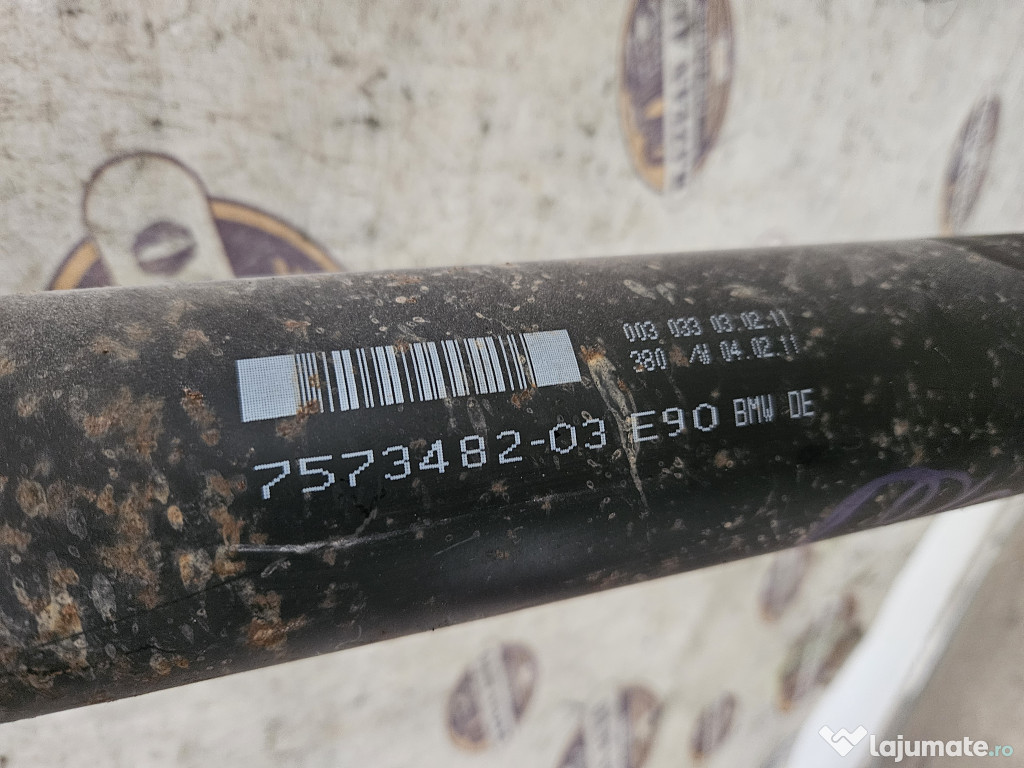 003 033 03.02.11
380 /W 04.02.11
7573482-03 E90 BMW DE
lajumate.ro